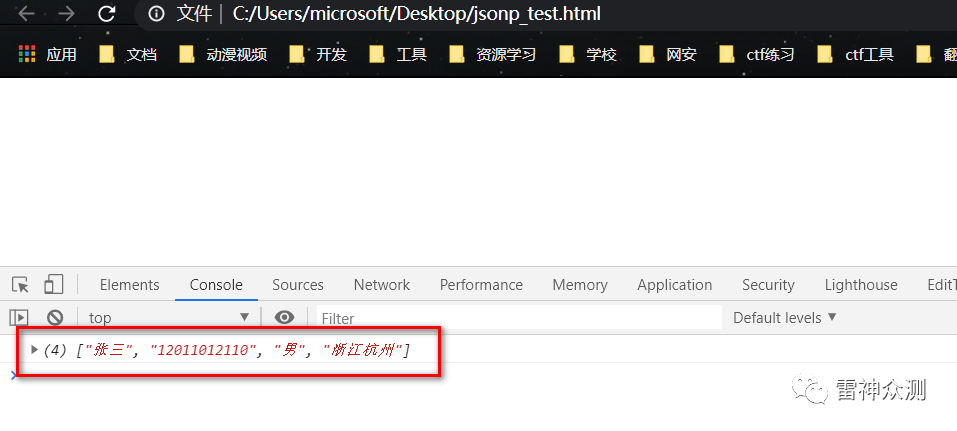 文件 C:/Users/microsoft/Desktop/jsonp_test.html
应用 文档 动漫视频 开发 工具 资源学习 学校 网安 ctf练习 ctf工具
Elements Console Sources Network Performance Memory Application Security Lighthouse EditT
top Filter Default levels
(4) ["张三", "12011012110", "男", "浙江杭州"]
雷神众测